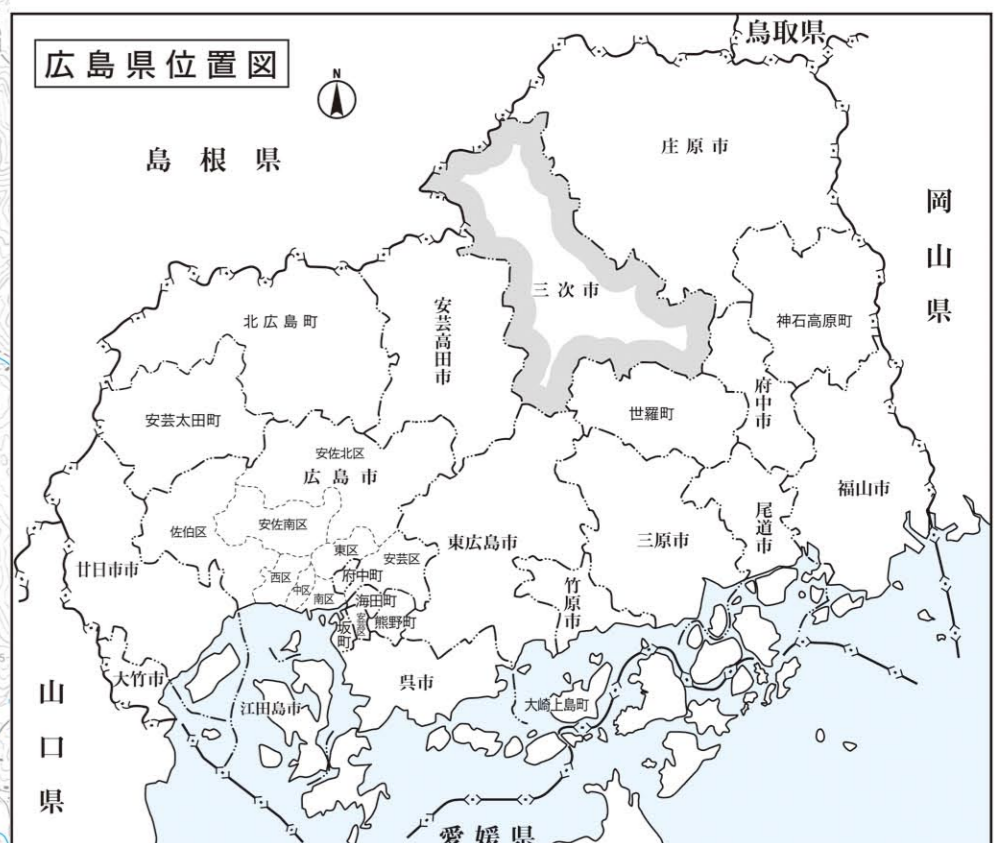 広島県位置図
N
鳥取県
島根県
庄原市
岡山県
三次市
北広島町
安芸高田市
神石高原町
府中市
世羅町
安芸太田町
安佐北区
広島市
福山市
尾道市
佐伯区
安佐南区
東広島市
三原市
東区
安芸区
廿日市市
西区
中区
南区
府中町
海田町
熊野町
安芸区
坂町
竹原市
大竹市
呉市
江田島市
大崎上島町
山口県
愛媛県